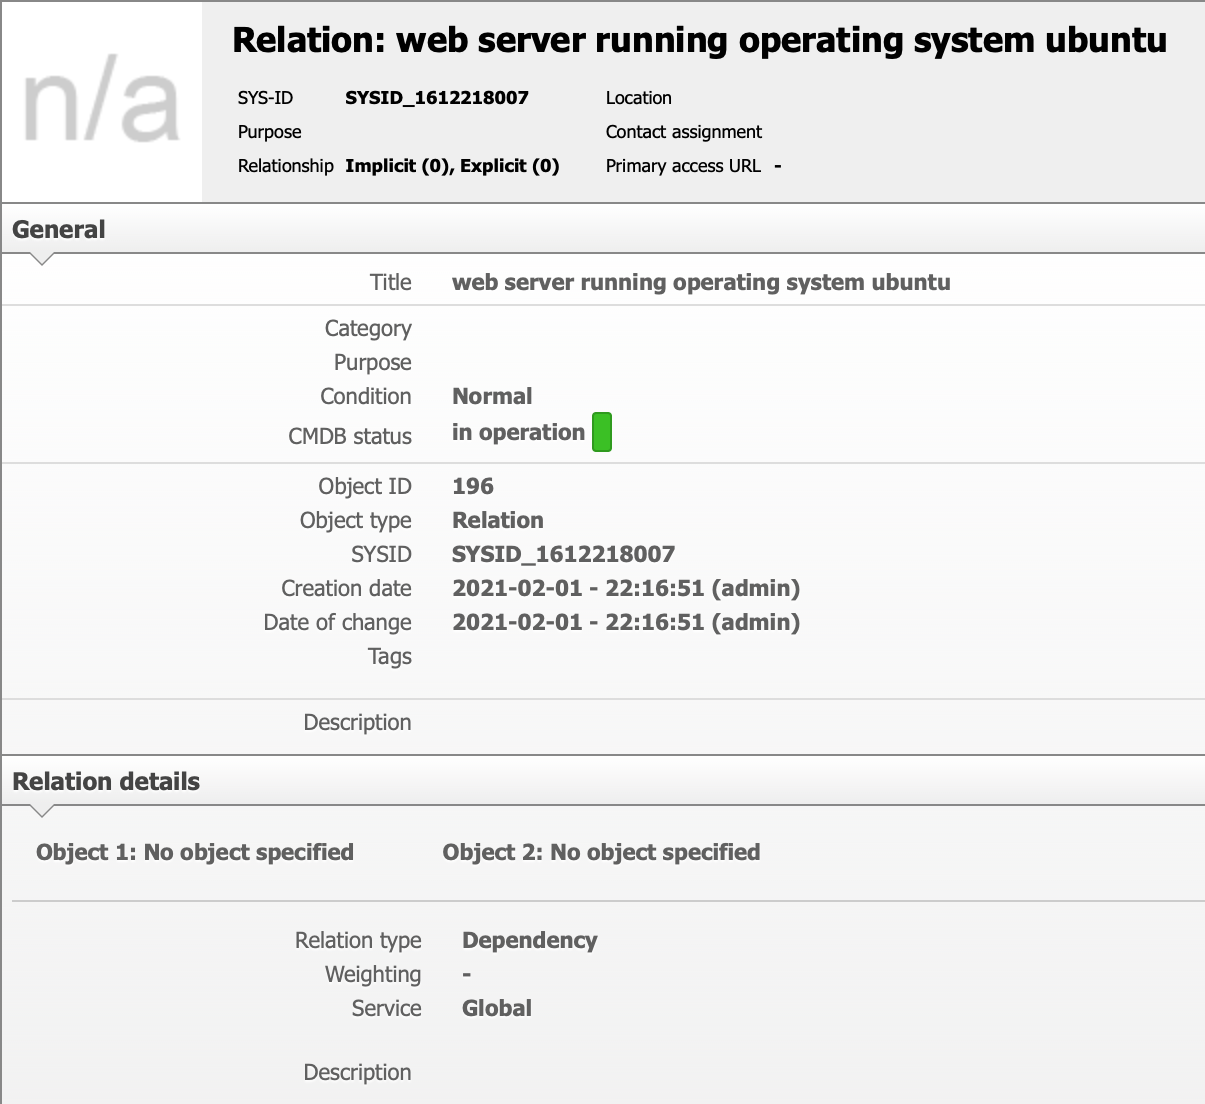 n/a
Relation: web server running operating system ubuntu
SYS-ID SYSID_1612218007 Location
Purpose Contact assignment
Relationship Implicit (0), Explicit (0) Primary access URL -
General
Title web server running operating system ubuntu
Category
Purpose
Condition Normal
CMDB status in operation
Object ID 196
Object type Relation
SYSID SYSID_1612218007
Creation date 2021-02-01 - 22:16:51 (admin)
Date of change 2021-02-01 - 22:16:51 (admin)
Tags
Description
Relation details
Object 1: No object specified Object 2: No object specified
Relation type Dependency
Weighting -
Service Global
Description